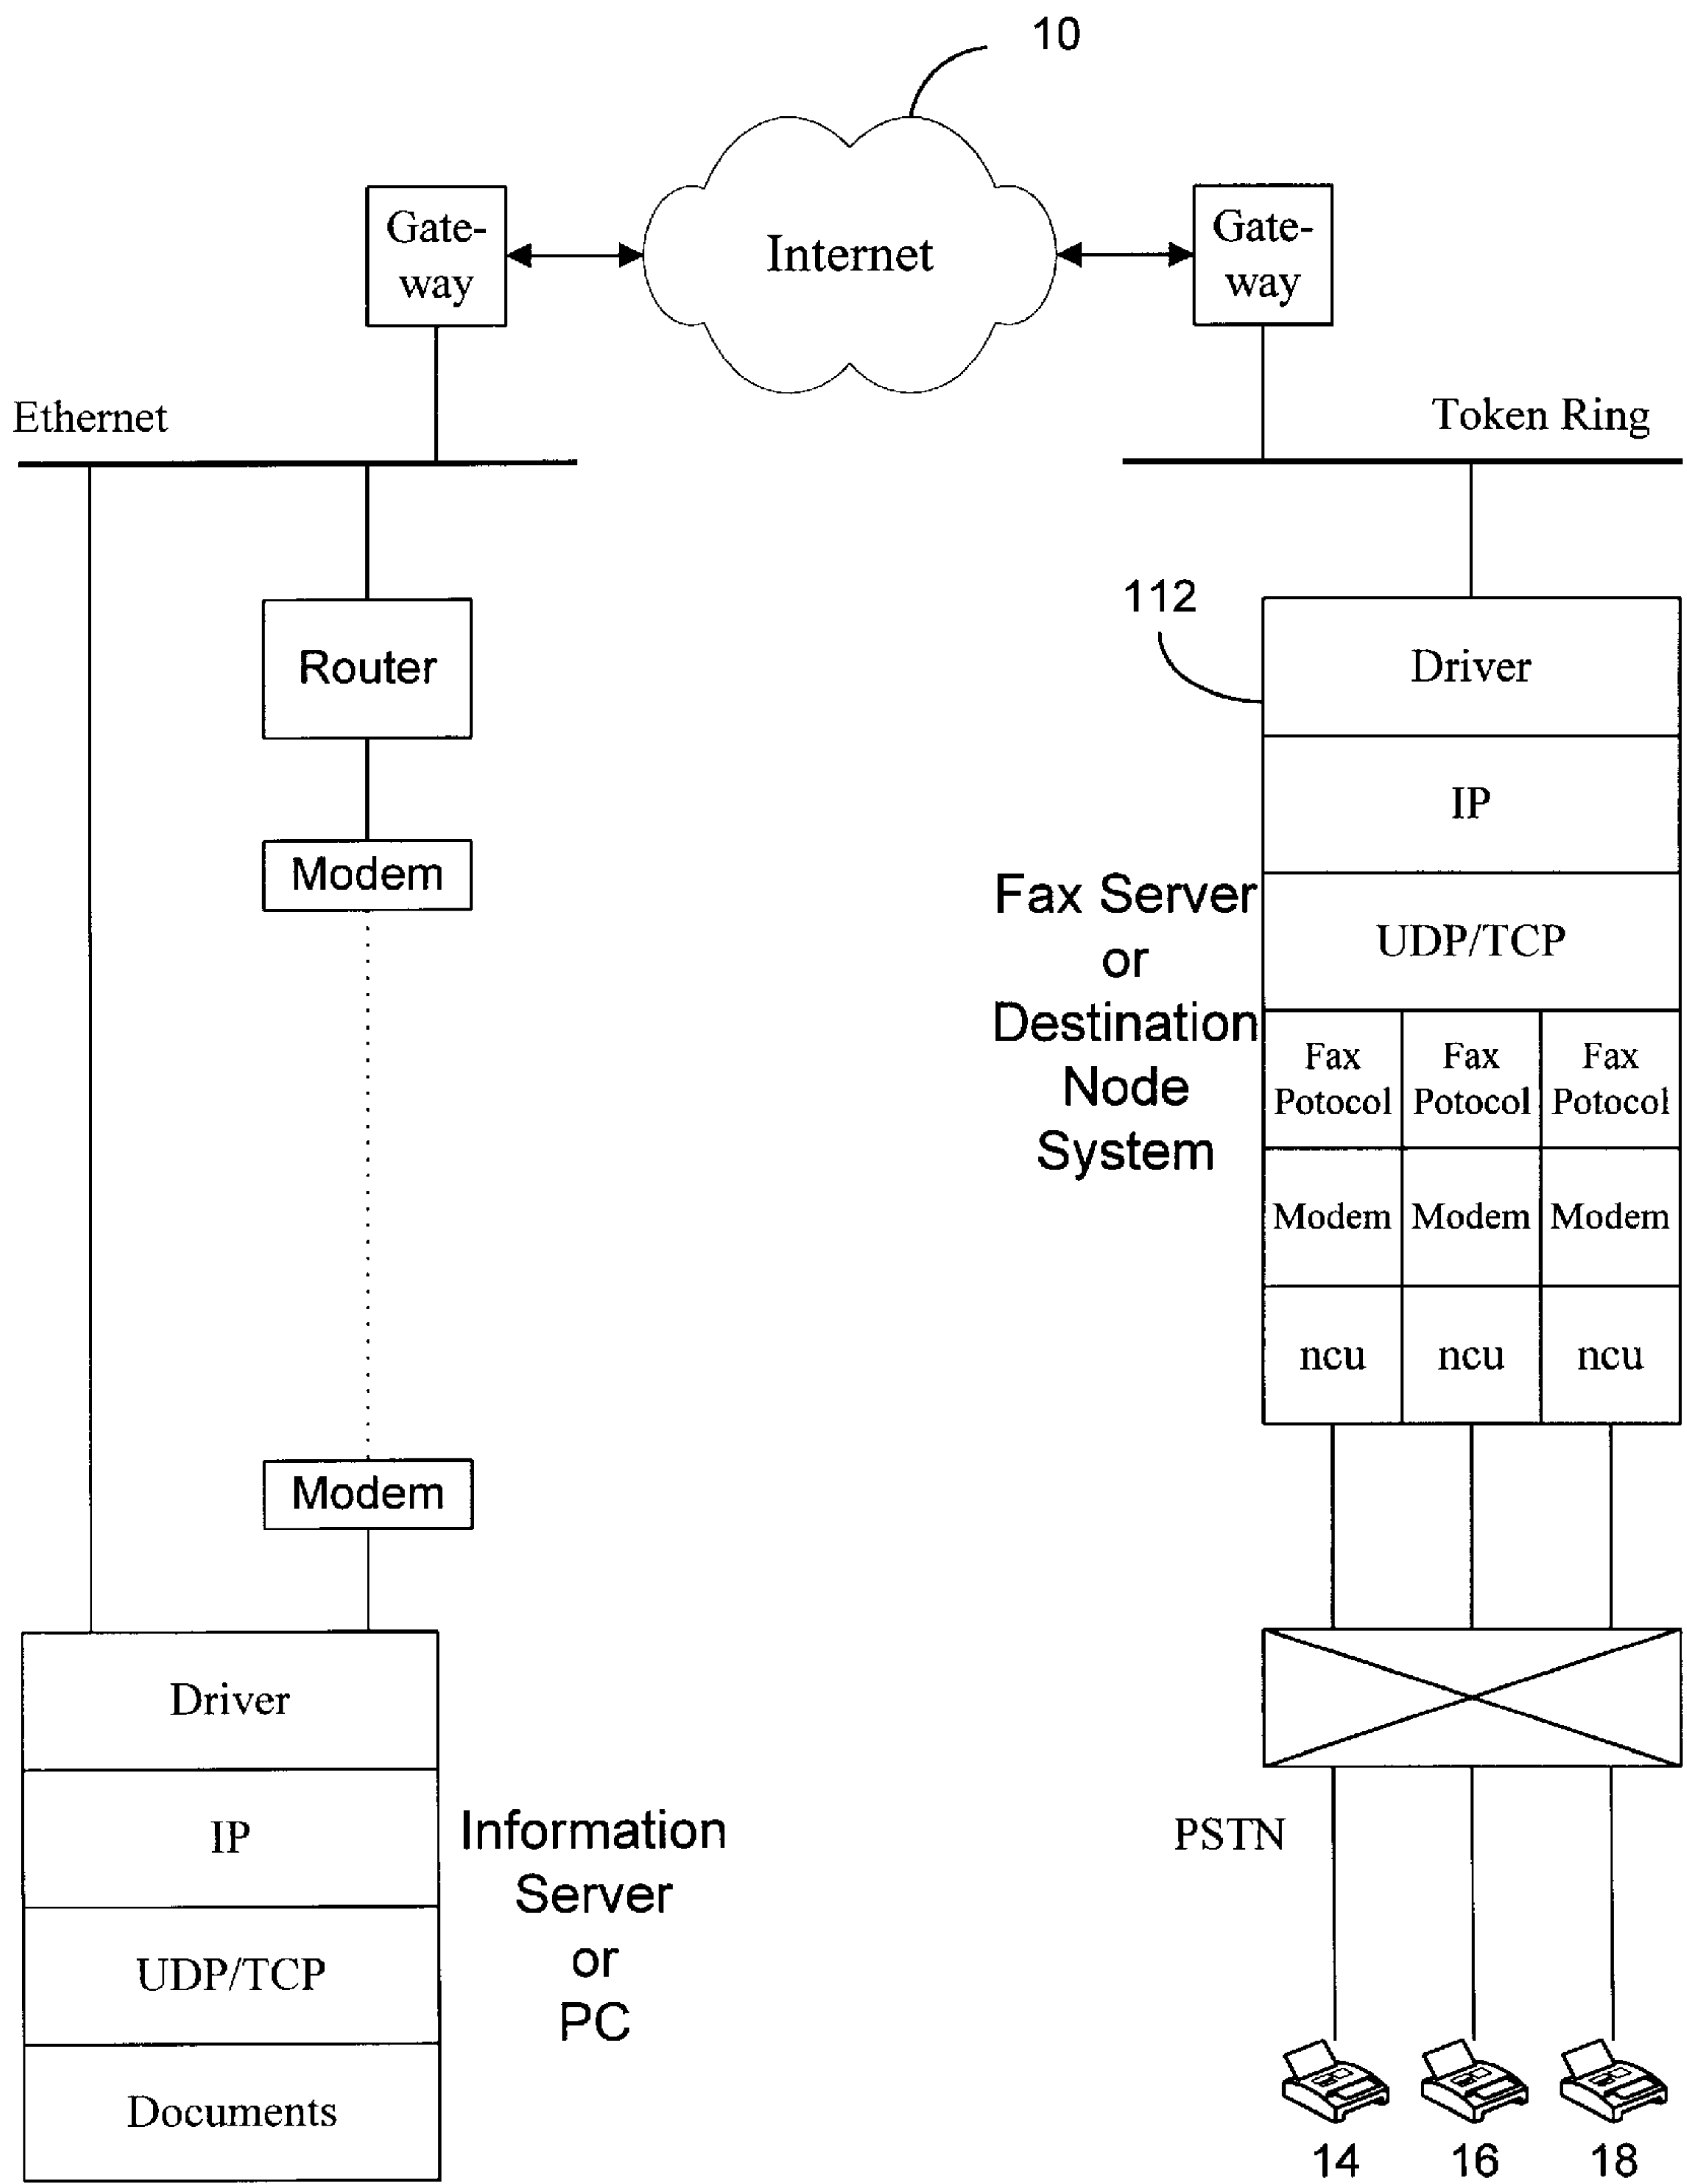 10
Gate-
way
Internet
Gate-
way
Ethernet
Token Ring
Router
Modem
Modem
Driver
IP
UDP/TCP
Documents
Information
Server
or
PC
112
Fax Server
or
Destination
Node
System
Driver
IP
UDP/TCP
Fax Fax Fax
Potocol Potocol Potocol
Modem Modem Modem
ncu ncu ncu
PSTN
14 16 18